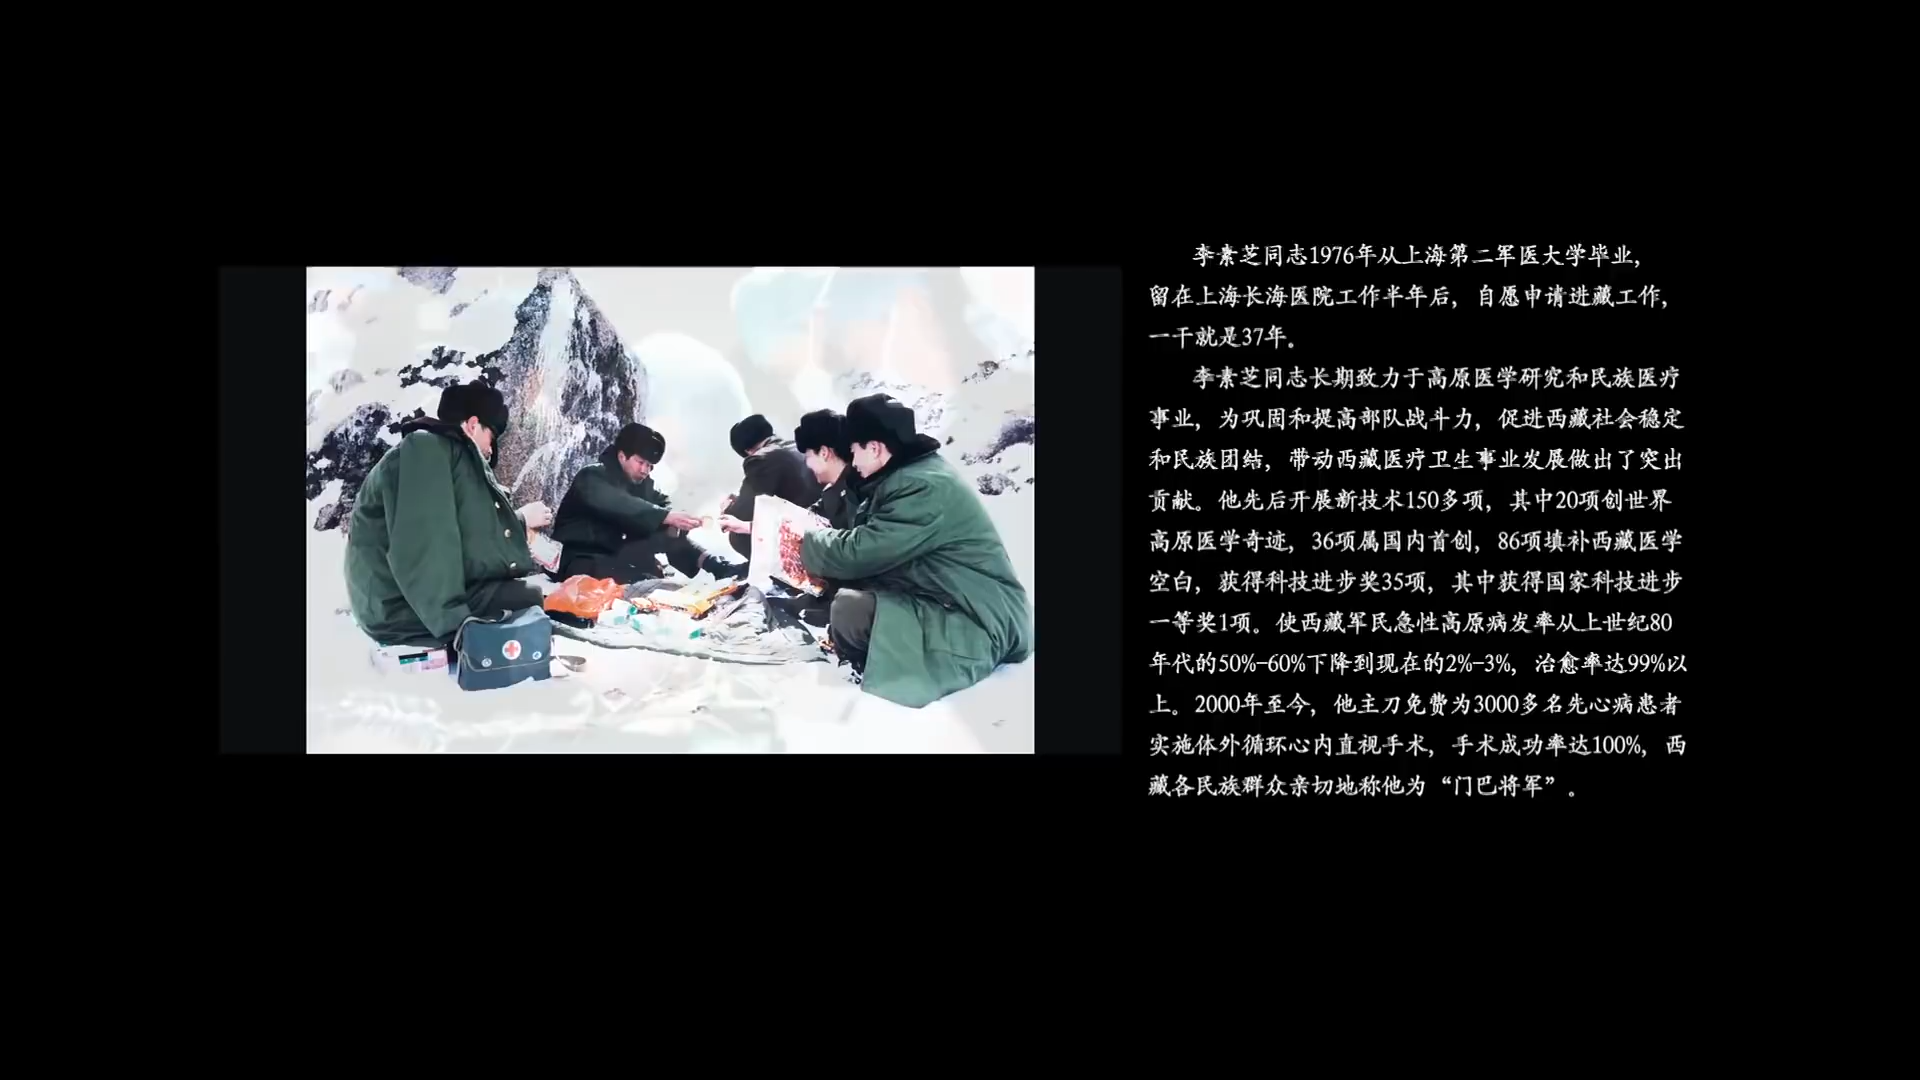 李素芝同志1976年从上海第二军医大学毕业，
留在上海长海医院工作半年后，自愿申请进藏工作，
一干就是37年。
李素芝同志长期致力于高原医学研究和民族医疗
事业，为巩固和提高部队战斗力，促进西藏社会稳定
和民族团结，带动西藏医疗卫生事业发展做出了突出
贡献。他先后开展新技术150多项，其中20项创世界
高原医学奇迹，36项属国内首创，86项填补西藏医学
空白，获得科技进步奖35项，其中获得国家科技进步
一等奖1项。使西藏军民急性高原病发率从上世纪80
年代的50%-60%下降到现在的2%-3%，治愈率达99%以
上。2000年至今，他主刀免费为3000多名先心病患者
实施体外循环心内直视手术，手术成功率达100%，西
藏各民族群众亲切地称他为“门巴将军”。